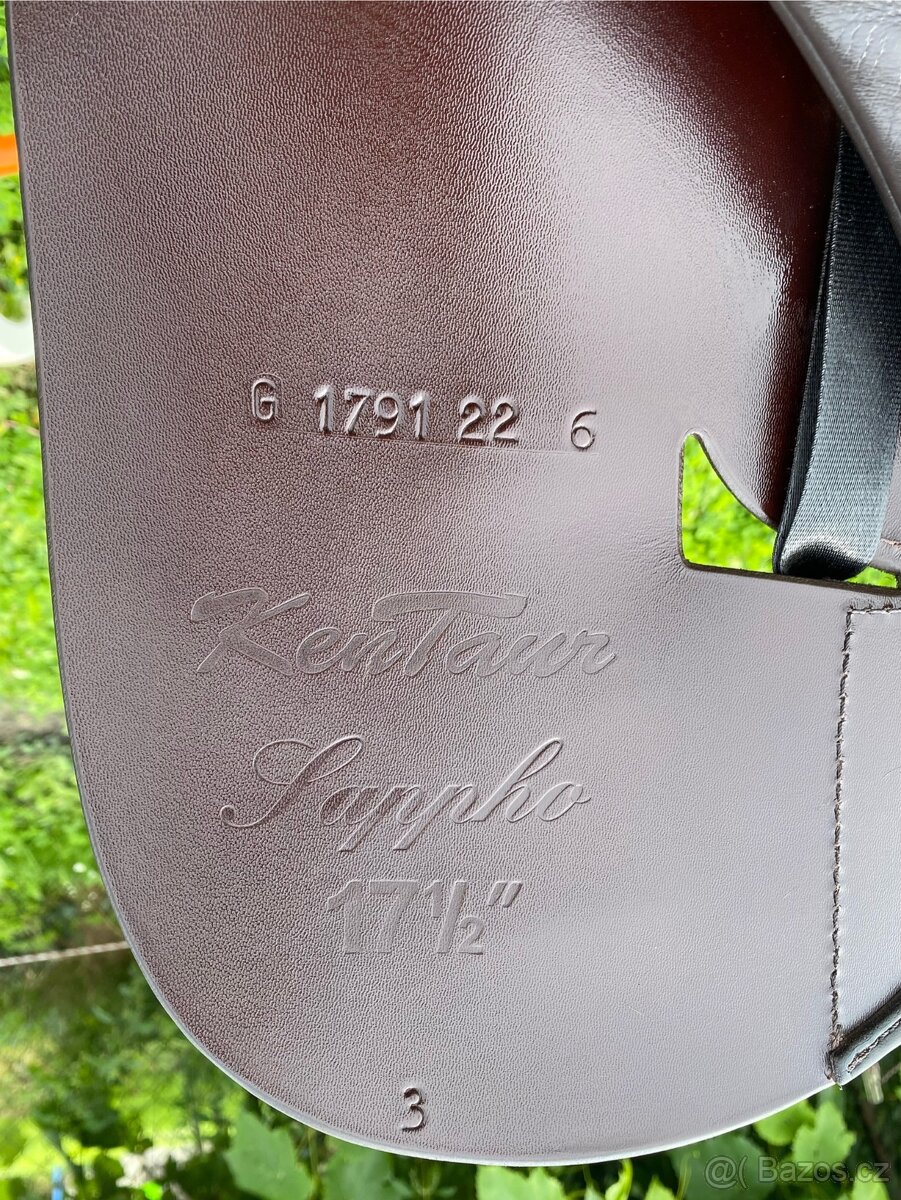 G 1791 22 6
KenTaur
Sappho
17½"
3
@( Bazos.cz